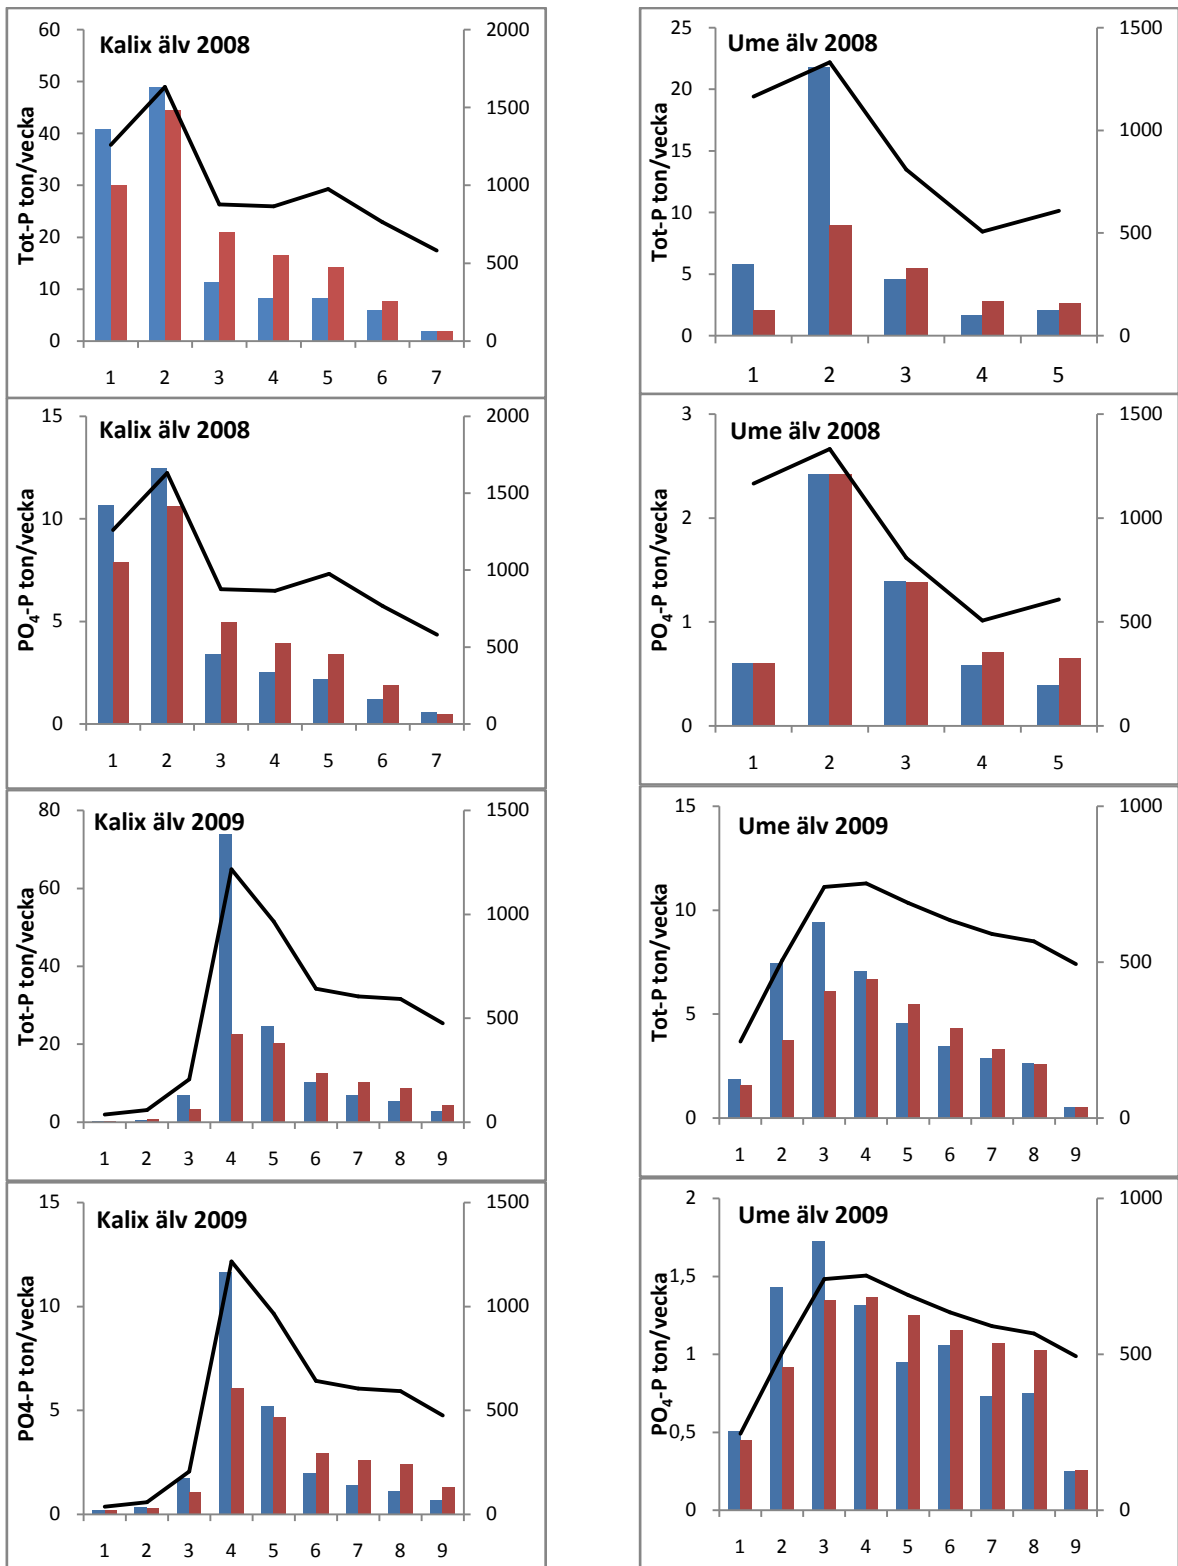 Kalix älv 2008
Tot-P ton/vecka
60
50
40
30
20
10
0
2000
1500
1000
500
0
1 2 3 4 5 6 7
Ume älv 2008
Tot-P ton/vecka
25
20
15
10
5
0
1500
1000
500
0
1 2 3 4 5
Kalix älv 2008
PO₄-P ton/vecka
15
10
5
0
2000
1500
1000
500
0
1 2 3 4 5 6 7
Ume älv 2008
PO₄-P ton/vecka
3
2
1
0
1500
1000
500
0
1 2 3 4 5
Kalix älv 2009
Tot-P ton/vecka
80
60
40
20
0
1500
1000
500
0
1 2 3 4 5 6 7 8 9
Ume älv 2009
Tot-P ton/vecka
15
10
5
0
1000
500
0
1 2 3 4 5 6 7 8 9
Kalix älv 2009
PO4-P ton/vecka
15
10
5
0
1500
1000
500
0
1 2 3 4 5 6 7 8 9
Ume älv 2009
PO₄-P ton/vecka
2
1,5
1
0,5
0
1000
500
0
1 2 3 4 5 6 7 8 9